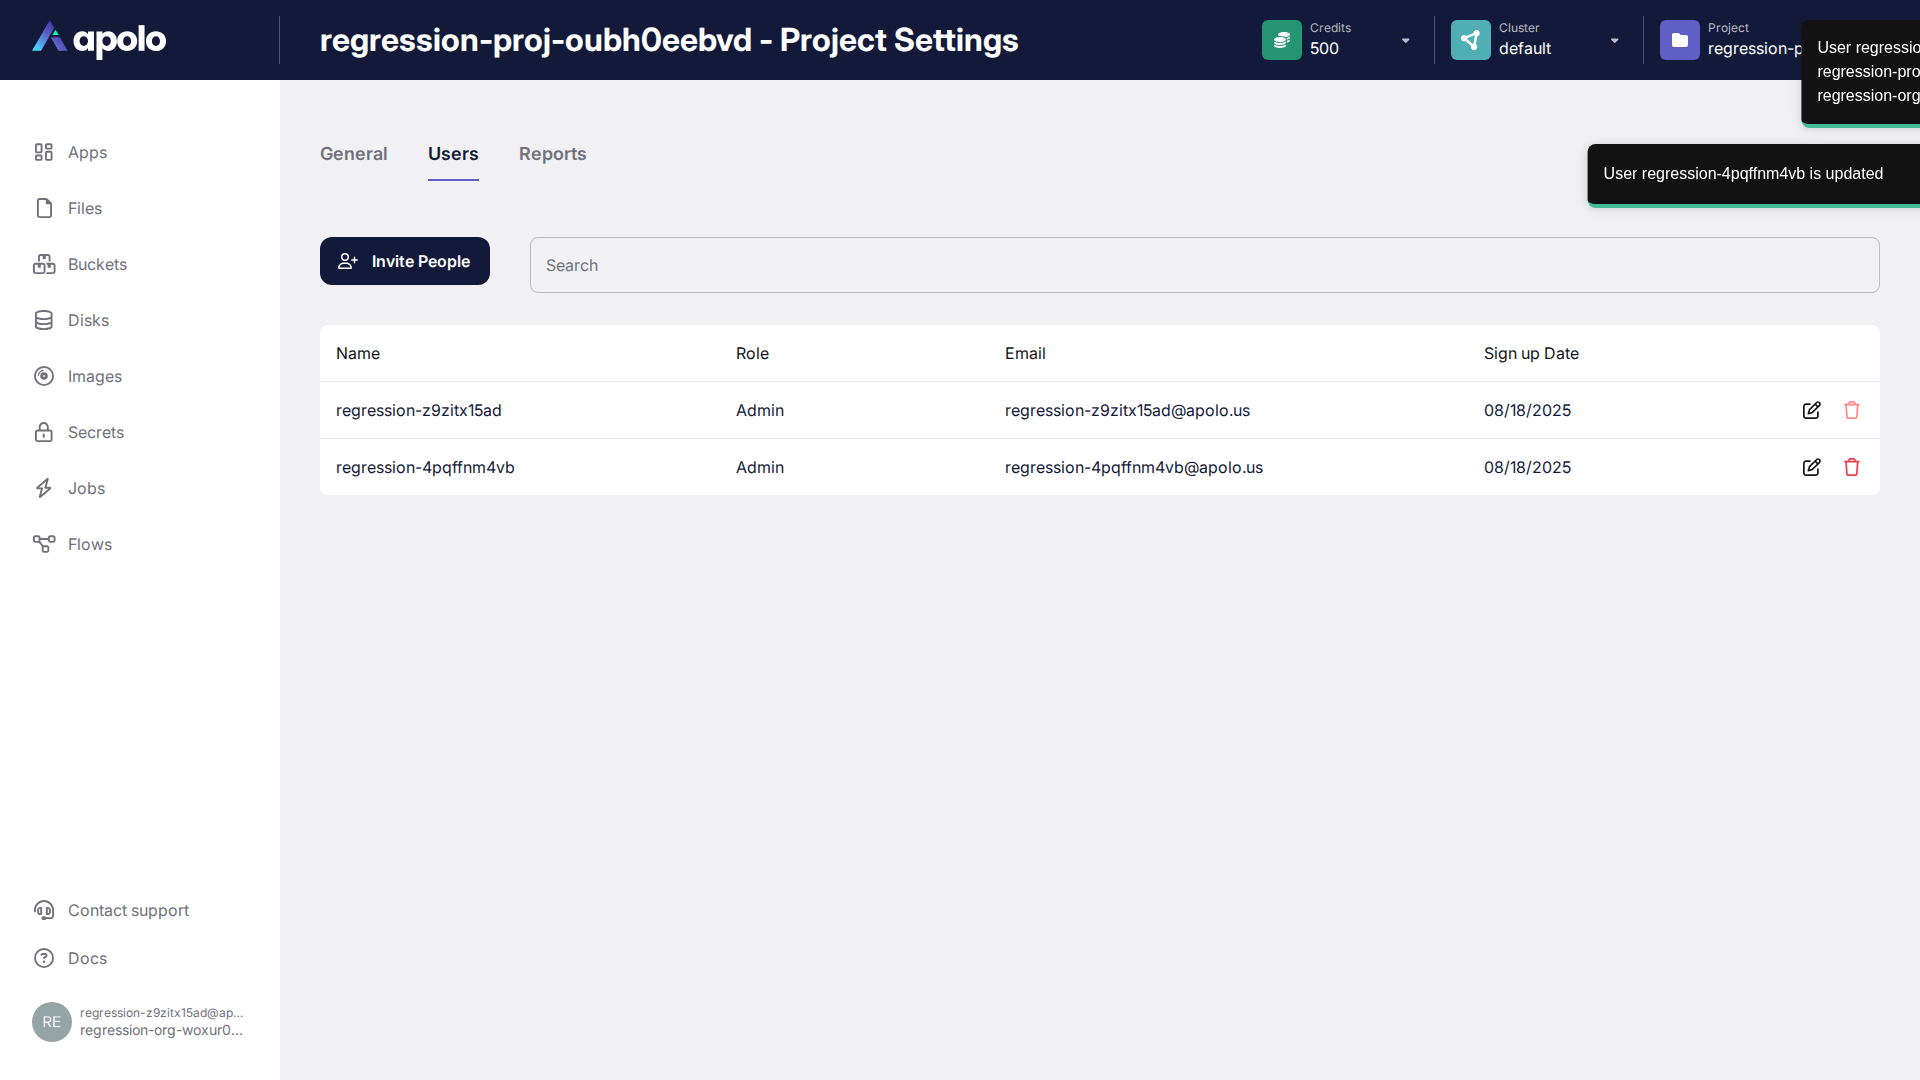 apolo
regression-proj-oubh0eebvd - Project Settings
Credits
500
Cluster
default
Project
regression-p
User regressio
regression-pro
regression-org
User regression-4pqffnm4vb is updated
Apps
Files
Buckets
Disks
Images
Secrets
Jobs
Flows
Contact support
Docs
RE
regression-z9zitx15ad@ap...
regression-org-woxur0...
General
Users
Reports
Invite People
Search
Name Role Email Sign up Date
regression-z9zitx15ad Admin regression-z9zitx15ad@apolo.us 08/18/2025
regression-4pqffnm4vb Admin regression-4pqffnm4vb@apolo.us 08/18/2025